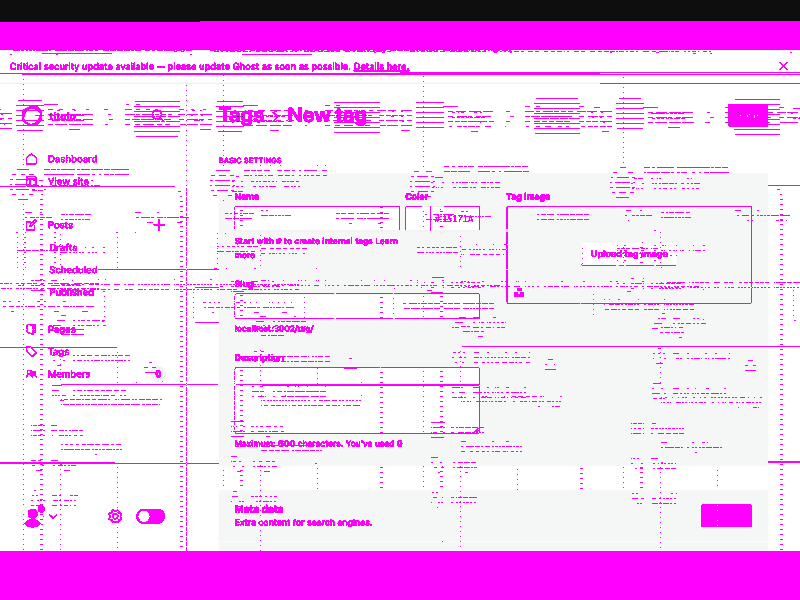 Critical security update available — please update Ghost as soon as possible. Details here.
Tags New tag
Dashboard
View site
BASIC SETTINGS
Name
Color
Tag image
Posts
#15171A
Start with # to create internal tags Learn
more
Drafts
Upload tag image
Scheduled
Slug
Published
localhost:3002/tag/
Pages
Tags
Description
Members
0
Maximum: 500 characters. You've used 0
Meta data
Extra content for search engines.